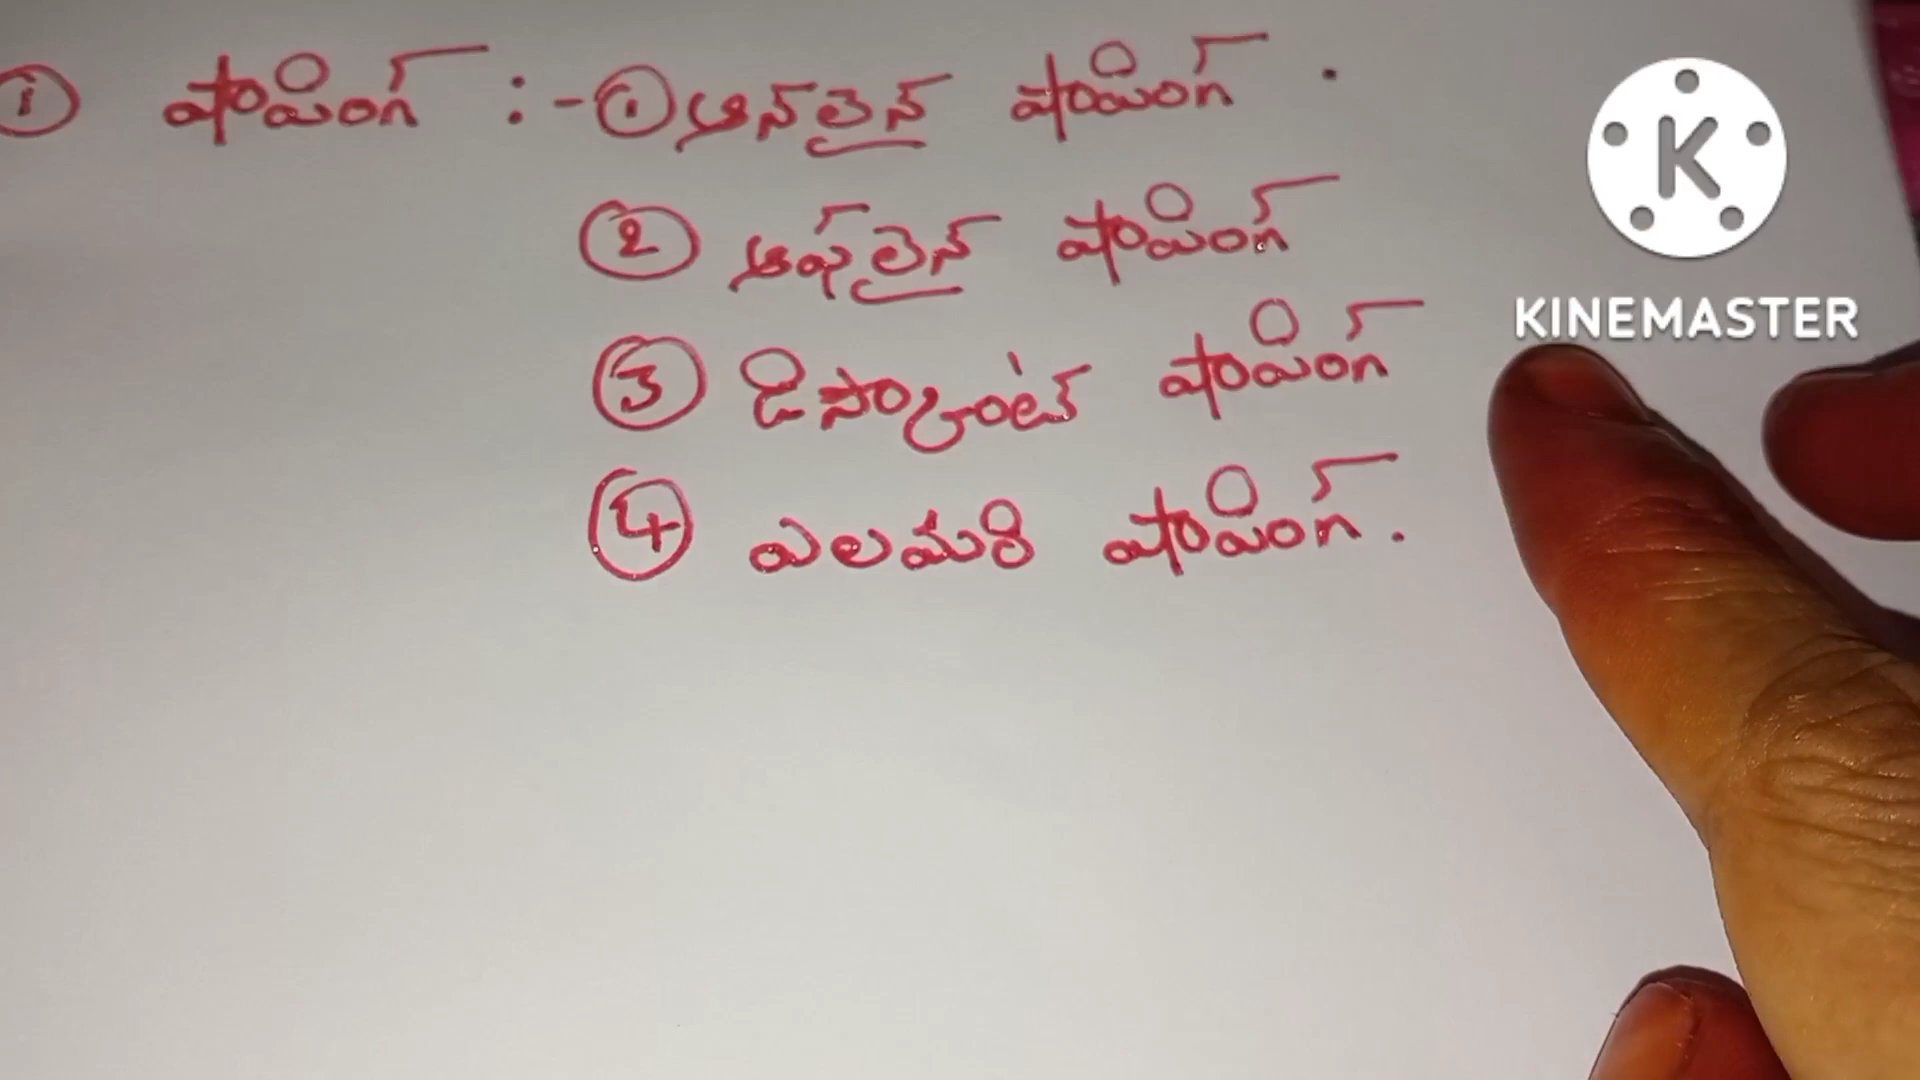 ① షాపింగ్ :- ① ఆన్‌లైన్ షాపింగ్ .
② ఆఫ్‌లైన్ షాపింగ్
③ డిస్కౌంట్ షాపింగ్
④ ఎలమరి షాపింగ్ .
KINEMASTER